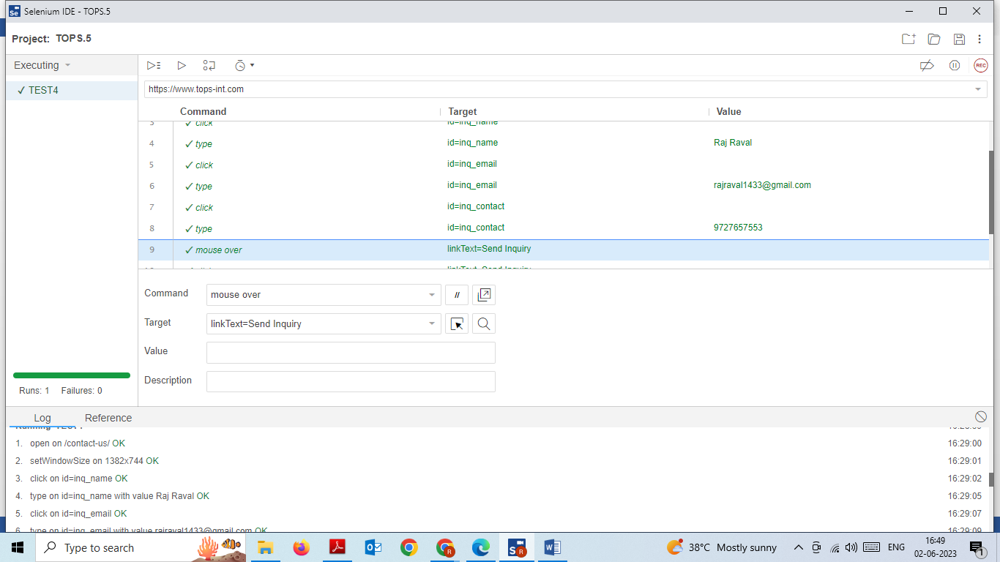 Selenium IDE - TOPS.5
Project: TOPS.5
Executing
✓ TEST4
REC
https://www.tops-int.com
Command Target Value
3 ✓ click id=inq_name
4 ✓ type id=inq_name Raj Raval
5 ✓ click id=inq_email
6 ✓ type id=inq_email rajraval1433@gmail.com
7 ✓ click id=inq_contact
8 ✓ type id=inq_contact 9727657553
9 ✓ mouse over linkText=Send Inquiry
linkText=Send Inquiry
Command mouse over //
Target linkText=Send Inquiry
Value
Description
Runs: 1 Failures: 0
Log Reference
1. open on /contact-us/ OK 16:29:00
2. setWindowSize on 1382x744 OK 16:29:01
3. click on id=inq_name OK 16:29:02
4. type on id=inq_name with value Raj Raval OK 16:29:05
5. click on id=inq_email OK 16:29:07
6. type on id=inq_email with value rajraval1433@gmail.com OK 16:29:09
Type to search
38°C Mostly sunny
ENG
16:49
02-06-2023
1